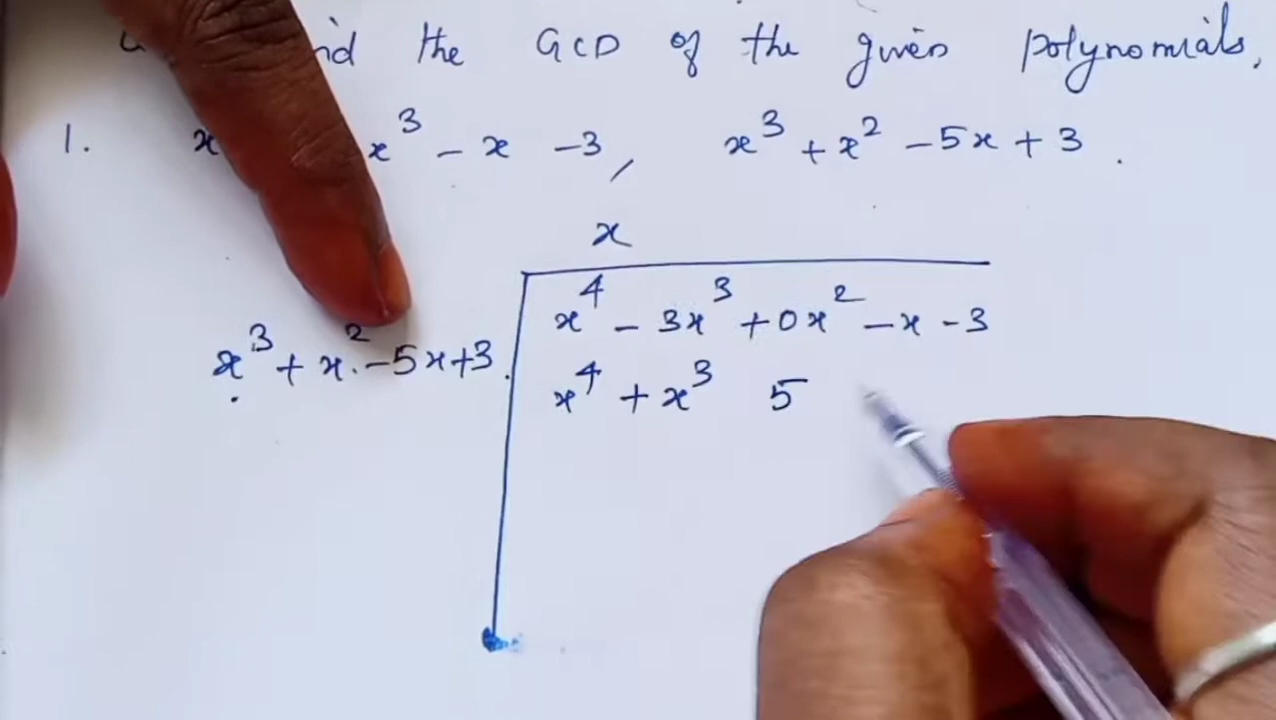 the GCD of the given polynomials,
1. x x³ - x - 3, x³ + x² - 5x + 3.
x
x³ + x² - 5x + 3 x⁴ - 3x³ + 0x² - x - 3
x⁴ + x³ 5